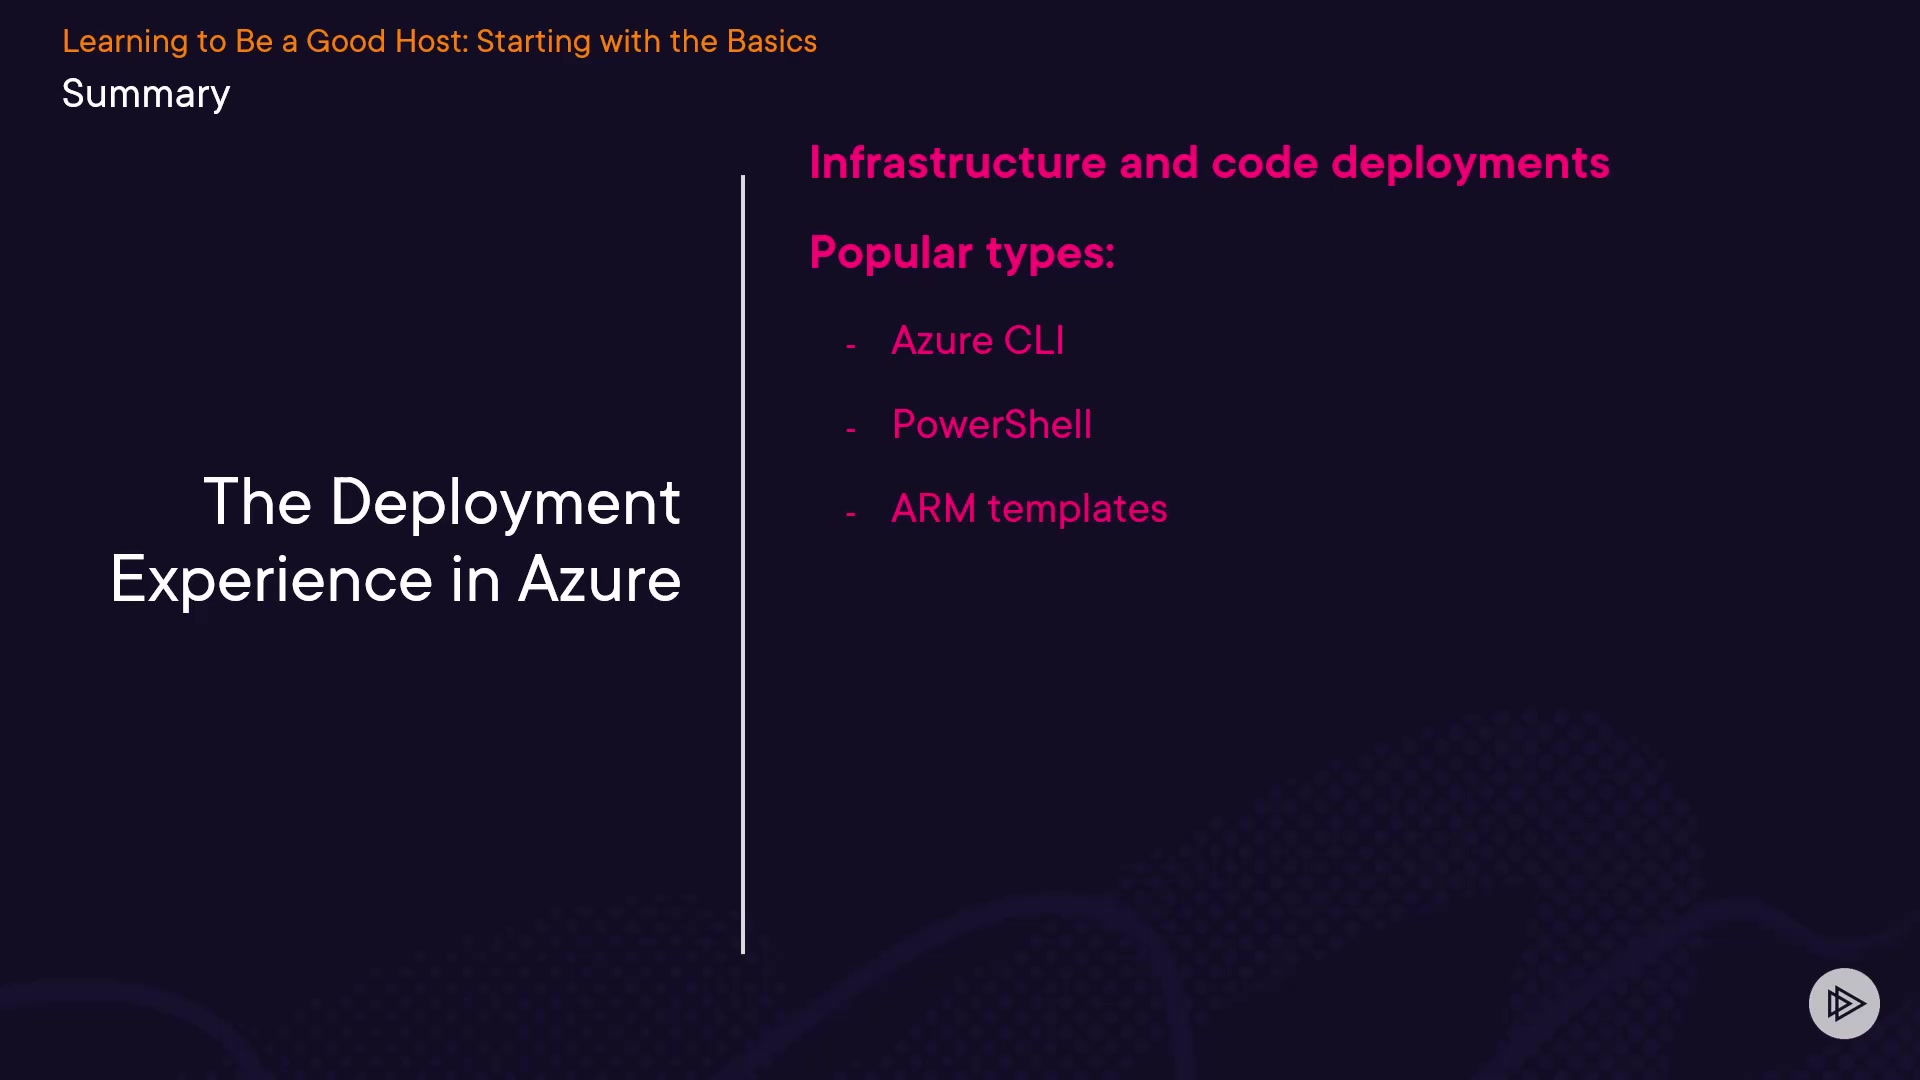 Learning to Be a Good Host: Starting with the Basics
Summary
The Deployment
Experience in Azure
Infrastructure and code deployments
Popular types:
- Azure CLI
- PowerShell
- ARM templates